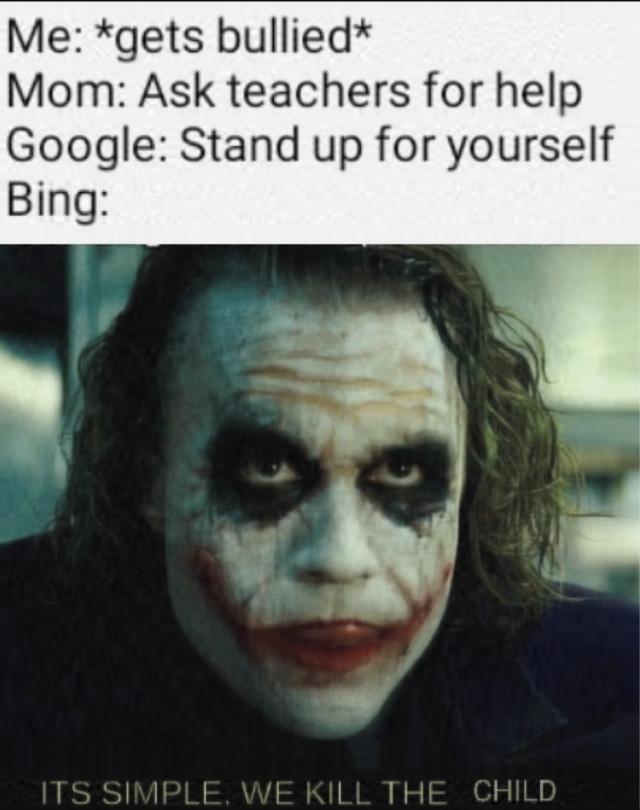 Me: *gets bullied*
Mom: Ask teachers for help
Google: Stand up for yourself
Bing:
ITS SIMPLE. WE KILL THE CHILD